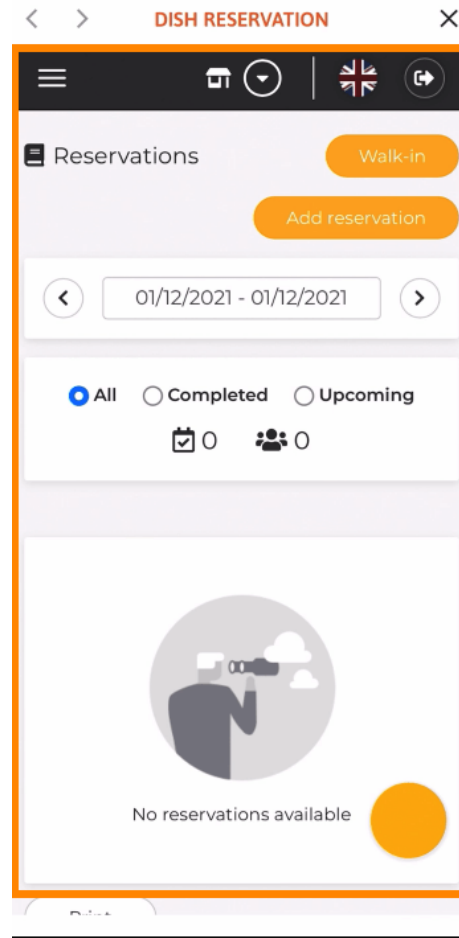 DISH RESERVATION
Reservations
Walk-in
Add reservation
01/12/2021 - 01/12/2021
All Completed Upcoming
0 0
No reservations available
Print